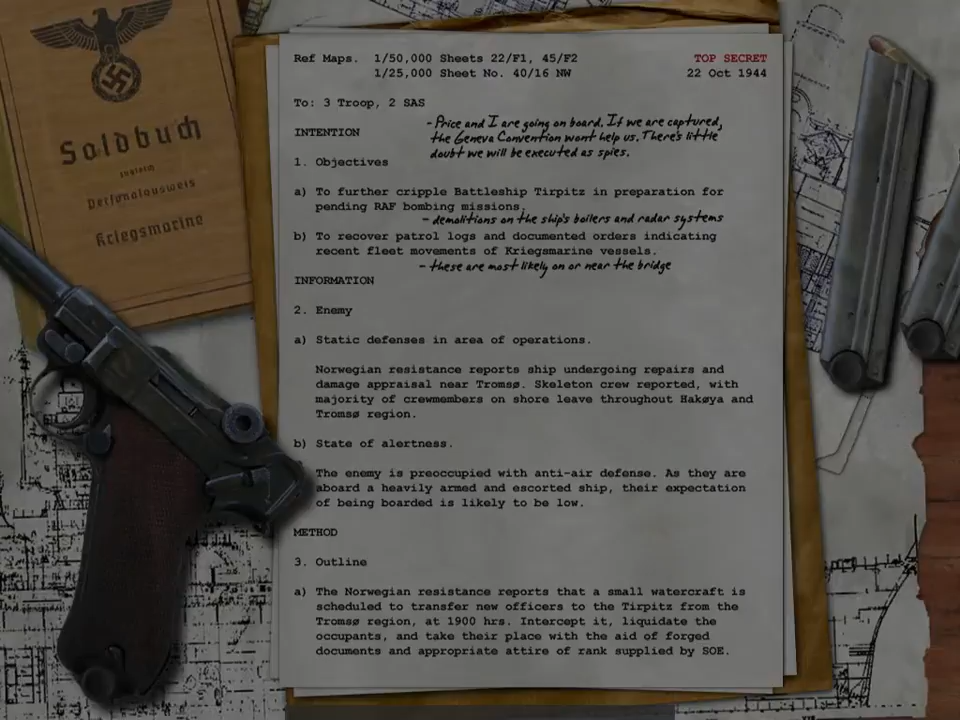 Soldbuch
zugleich
Personalausweis
Kriegsmarine
Ref Maps. 1/50,000 Sheets 22/F1, 45/F2
1/25,000 Sheet No. 40/16 NW
TOP SECRET
22 Oct 1944
To: 3 Troop, 2 SAS
- Price and I are going on board. If we are captured,
the Geneva Convention wont help us. There's little
doubt we will be executed as spies.
INTENTION
1. Objectives
a) To further cripple Battleship Tirpitz in preparation for
pending RAF bombing missions.
- demolitions on the ship's boilers and radar systems
b) To recover patrol logs and documented orders indicating
recent fleet movements of Kriegsmarine vessels.
- these are most likely on or near the bridge
INFORMATION
2. Enemy
a) Static defenses in area of operations.
Norwegian resistance reports ship undergoing repairs and
damage appraisal near Tromsø. Skeleton crew reported, with
majority of crewmembers on shore leave throughout Hakøya and
Tromsø region.
b) State of alertness.
The enemy is preoccupied with anti-air defense. As they are
aboard a heavily armed and escorted ship, their expectation
of being boarded is likely to be low.
METHOD
3. Outline
a) The Norwegian resistance reports that a small watercraft is
scheduled to transfer new officers to the Tirpitz from the
Tromsø region, at 1900 hrs. Intercept it, liquidate the
occupants, and take their place with the aid of forged
documents and appropriate attire of rank supplied by SOE.